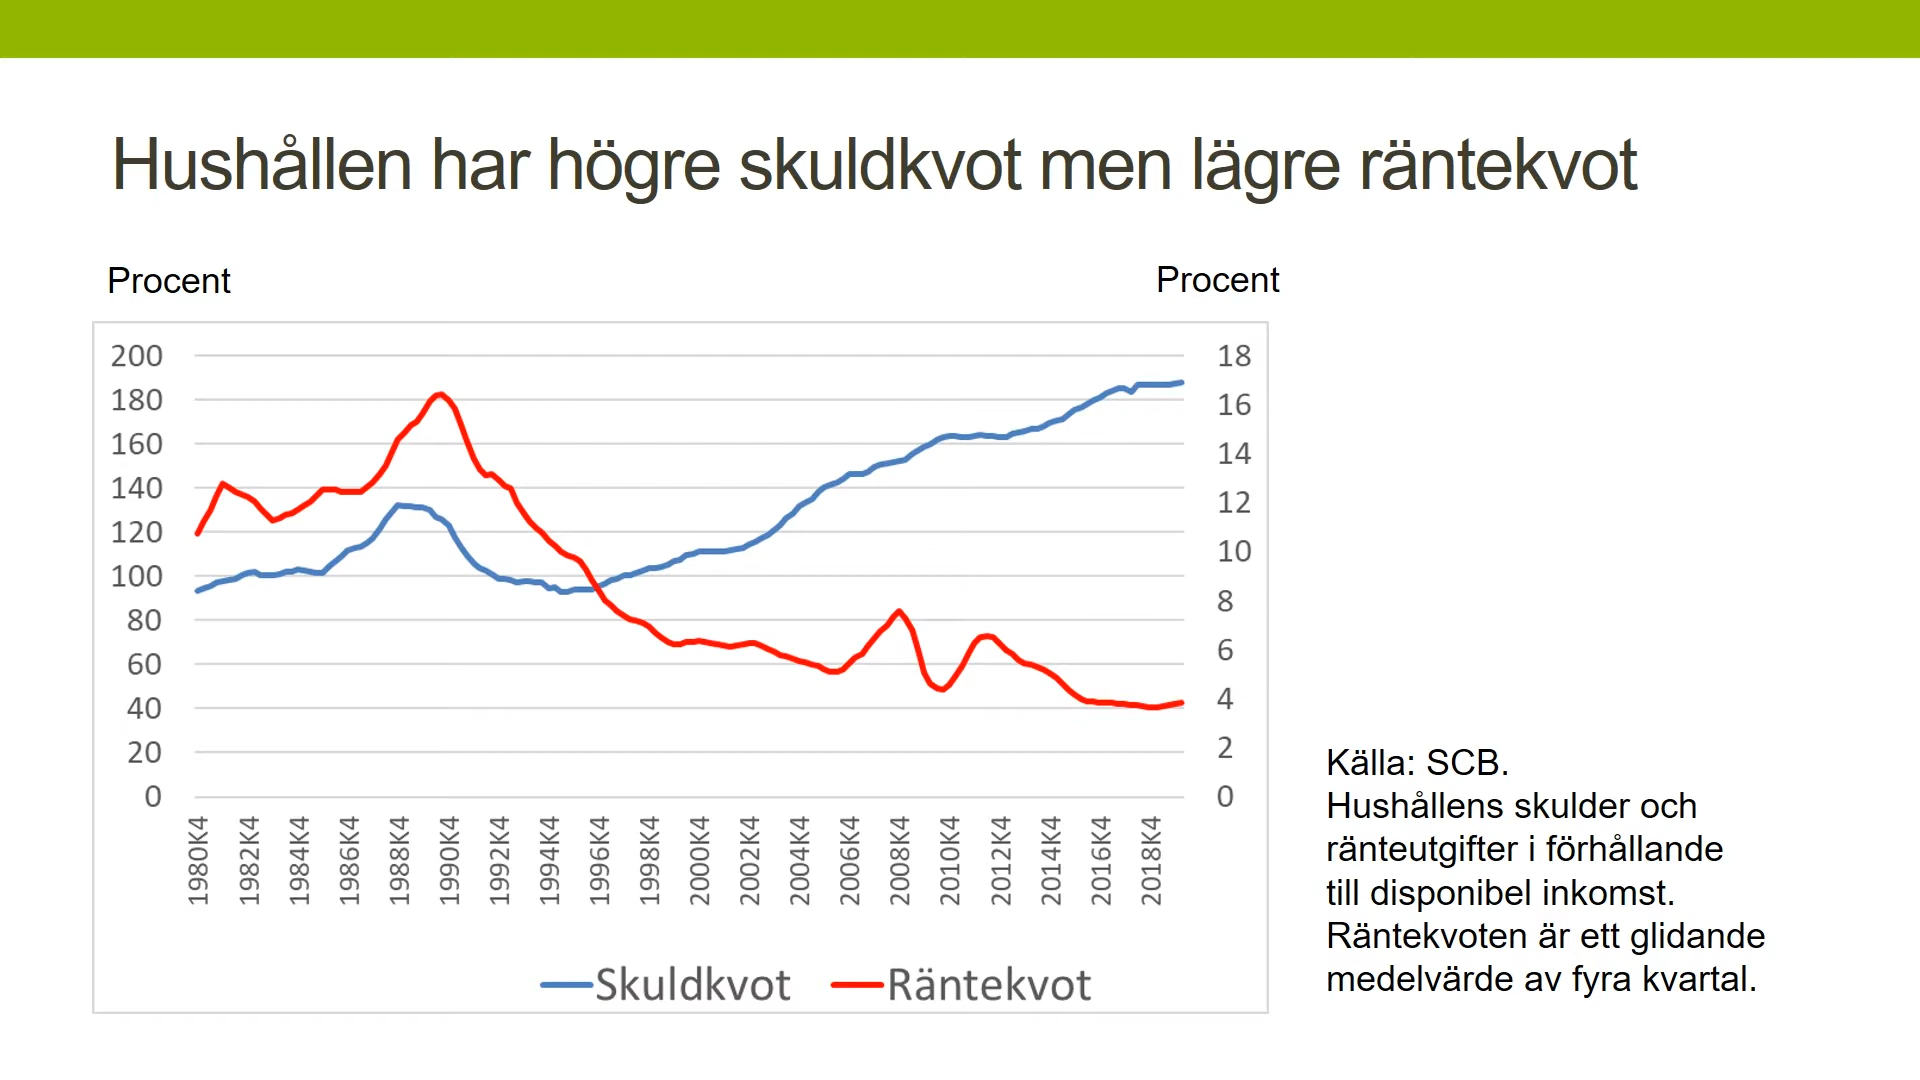 Hushållen har högre skuldkvot men lägre räntekvot
Procent
Procent
200
180
160
140
120
100
80
60
40
20
0
18
16
14
12
10
8
6
4
2
0
1980K4
1982K4
1984K4
1986K4
1988K4
1990K4
1992K4
1994K4
1996K4
1998K4
2000K4
2002K4
2004K4
2006K4
2008K4
2010K4
2012K4
2014K4
2016K4
2018K4
Skuldkvot
Räntekvot
Källa: SCB.
Hushållens skulder och
ränteutgifter i förhållande
till disponibel inkomst.
Räntekvoten är ett glidande
medelvärde av fyra kvartal.